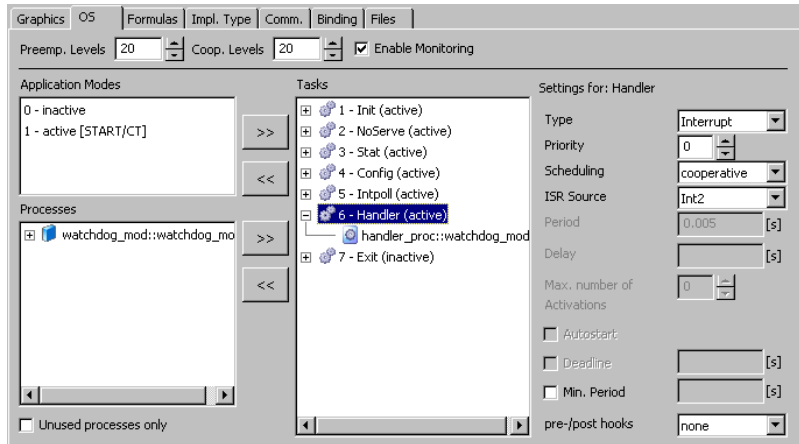 Graphics OS Formulas Impl. Type Comm. Binding Files
Preemp. Levels 20 Coop. Levels 20 Enable Monitoring
Application Modes
0 - inactive
1 - active [START/CT]
>>
<<
Processes
watchdog_mod::watchdog_mo
>>
<<
Unused processes only
Tasks
1 - Init (active)
2 - NoServe (active)
3 - Stat (active)
4 - Config (active)
5 - Intpoll (active)
6 - Handler (active)
handler_proc::watchdog_mod
7 - Exit (inactive)
Settings for: Handler
Type Interrupt
Priority 0
Scheduling cooperative
ISR Source Int2
Period 0.005 [s]
Delay [s]
Max. number of 0
Activations
Autostart
Deadline [s]
Min. Period [s]
pre-/post hooks none